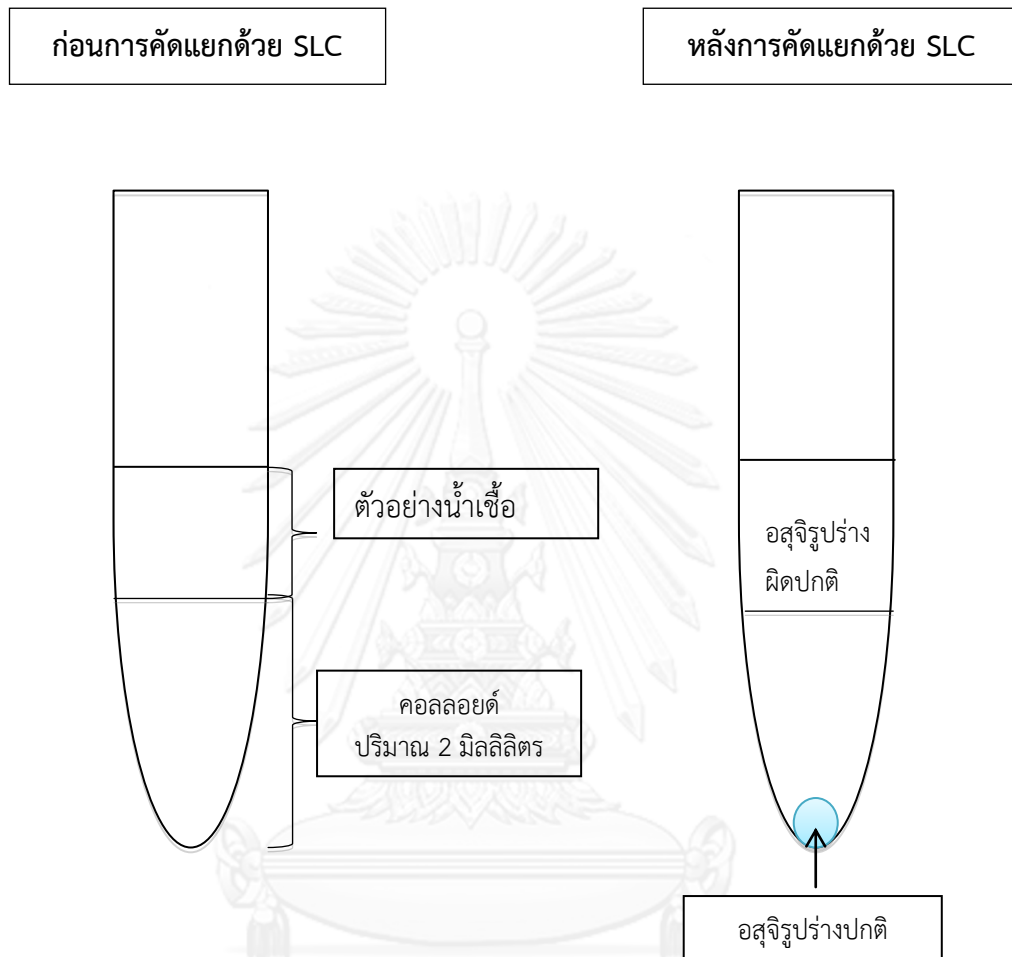 ก่อนการคัดแยกด้วย SLC
หลังการคัดแยกด้วย SLC
ตัวอย่างน้ำเชื้อ
อสุจิรูปร่าง
ผิดปกติ
คอลลอยด์
ปริมาณ 2 มิลลิลิตร
อสุจิรูปร่างปกติ